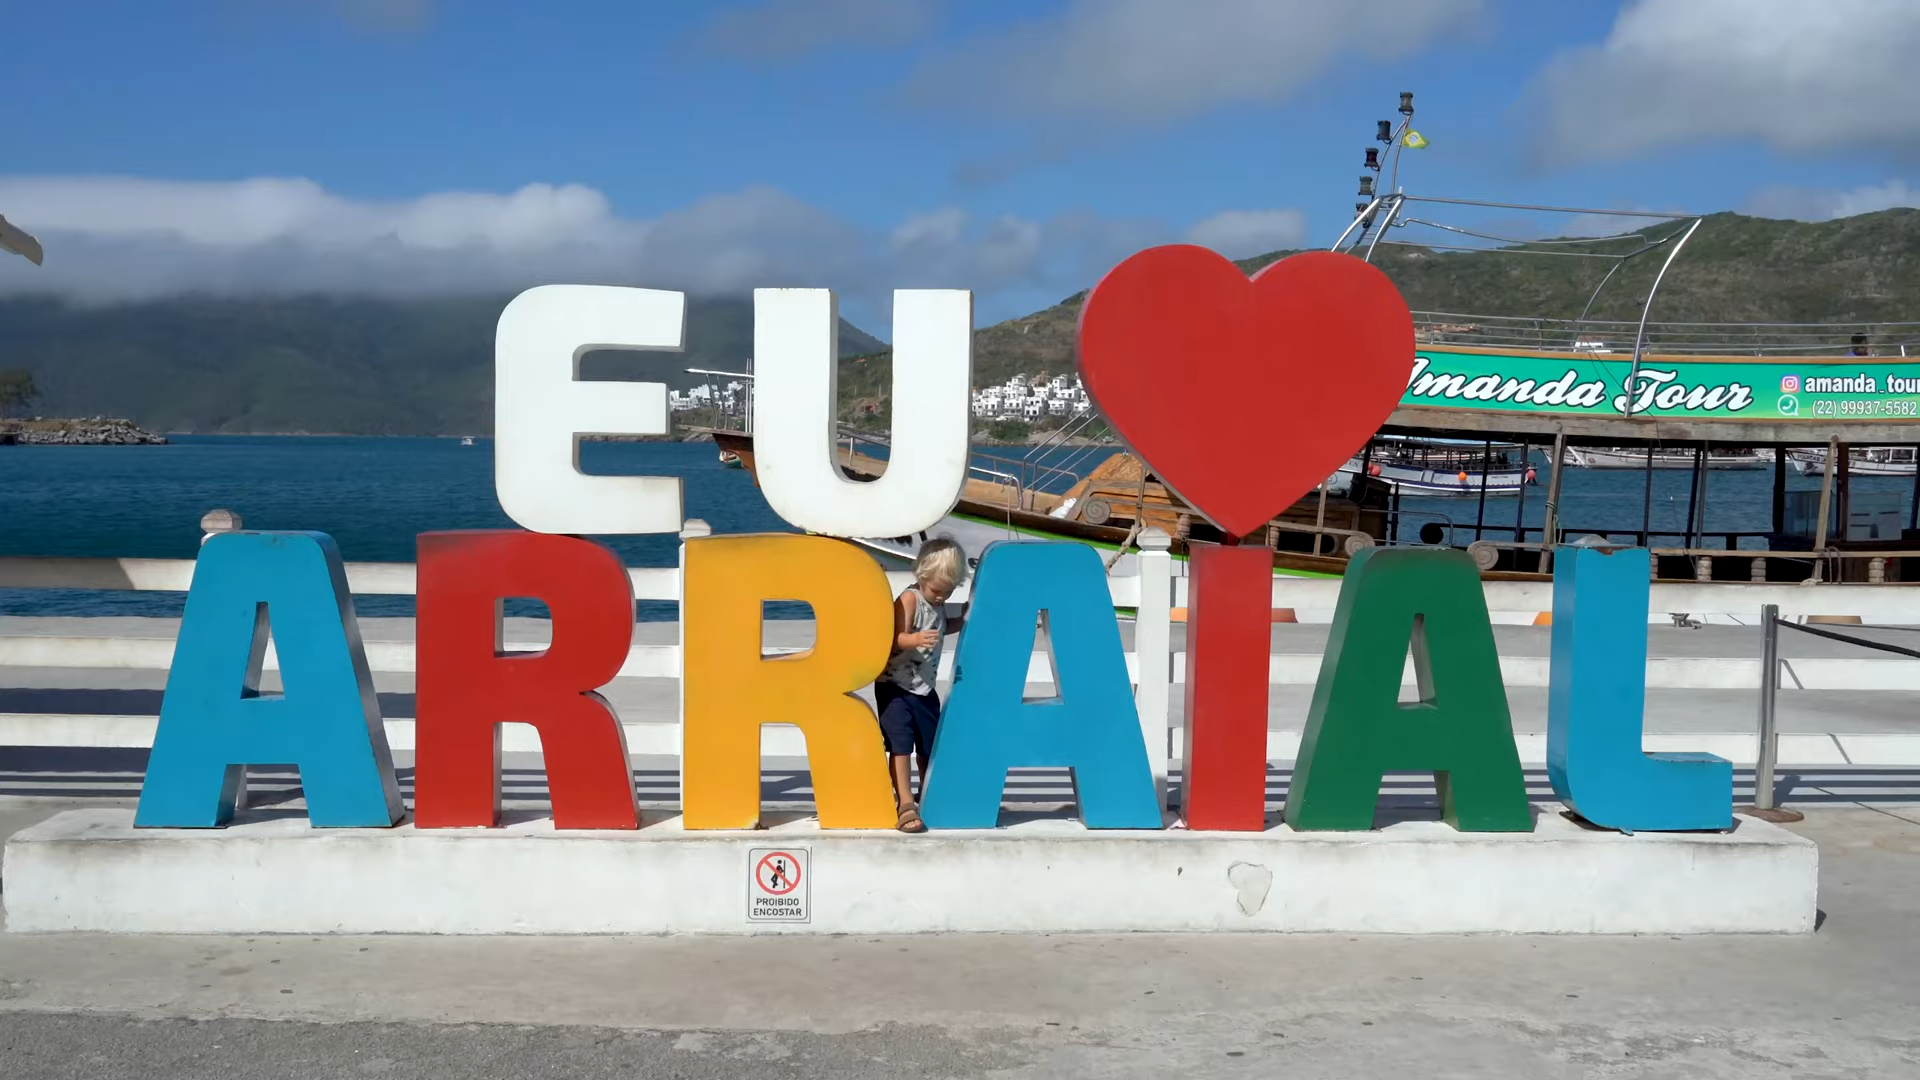 EU
ARRAIAL
Amanda Tour
amanda_tour
(22) 99937-5582
PROIBIDO
ENCOSTAR